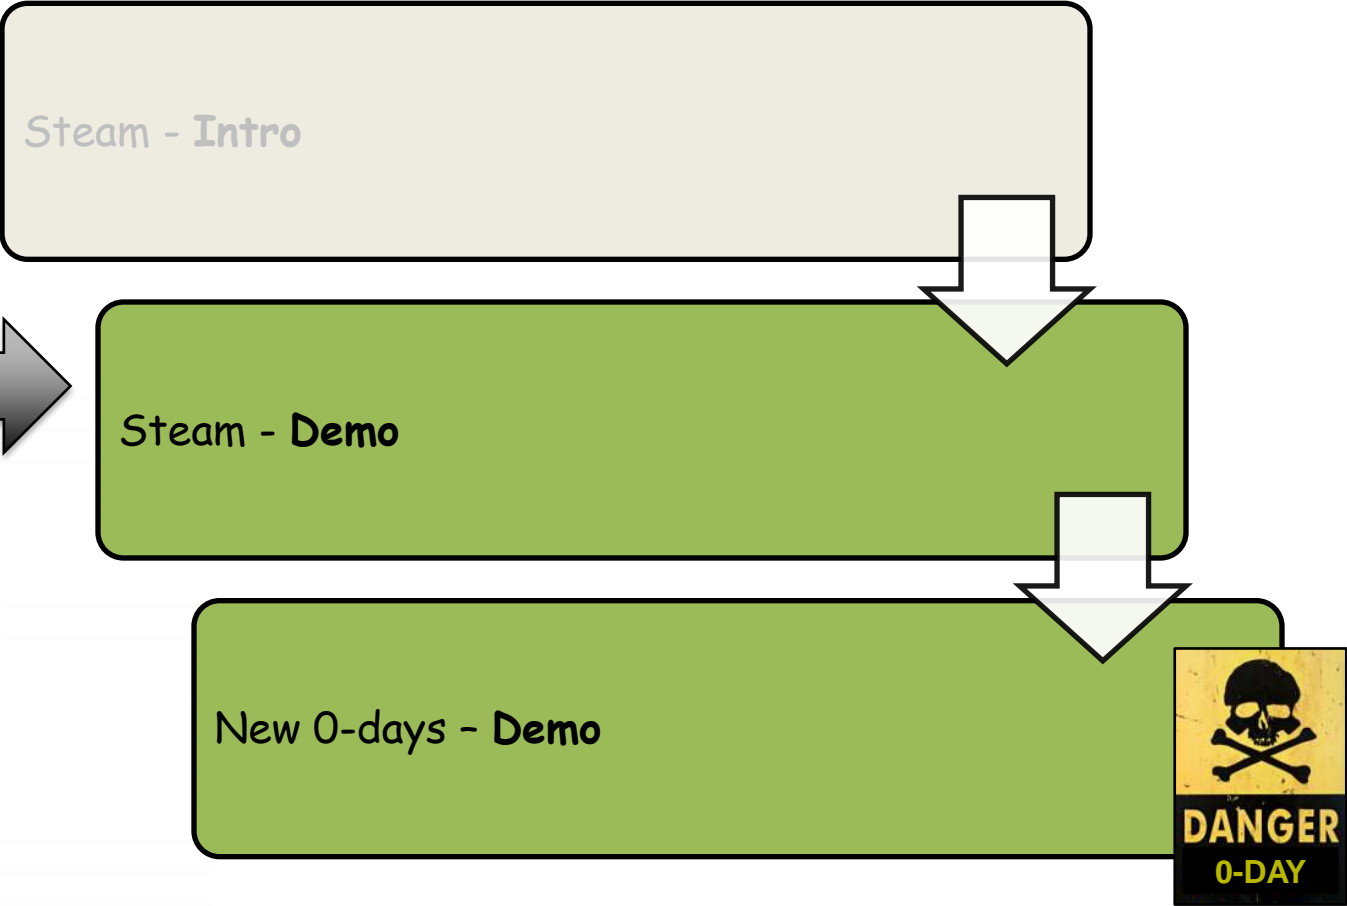 Steam - Intro
Steam - Demo
New 0-days – Demo
DANGER
0-DAY